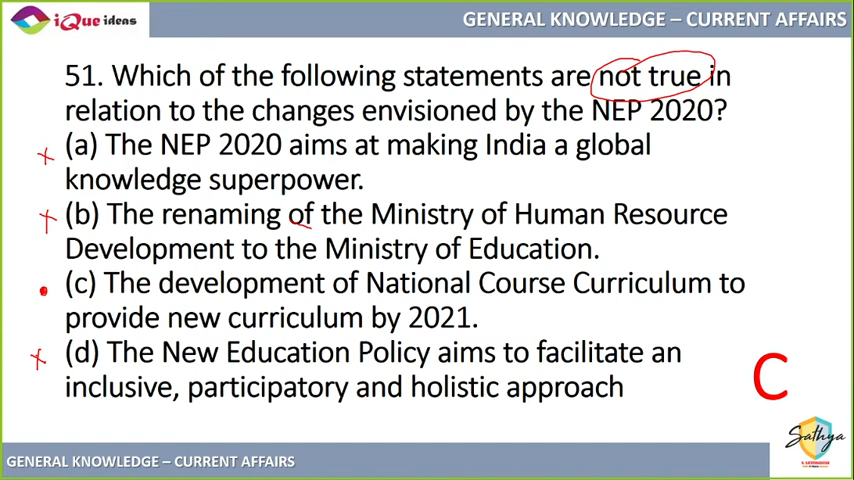 iQue ideas
GENERAL KNOWLEDGE – CURRENT AFFAIRS
51. Which of the following statements are not true in
relation to the changes envisioned by the NEP 2020?
(a) The NEP 2020 aims at making India a global
knowledge superpower.
(b) The renaming of the Ministry of Human Resource
Development to the Ministry of Education.
(c) The development of National Course Curriculum to
provide new curriculum by 2021.
(d) The New Education Policy aims to facilitate an
inclusive, participatory and holistic approach
C
Sathya
GENERAL KNOWLEDGE – CURRENT AFFAIRS